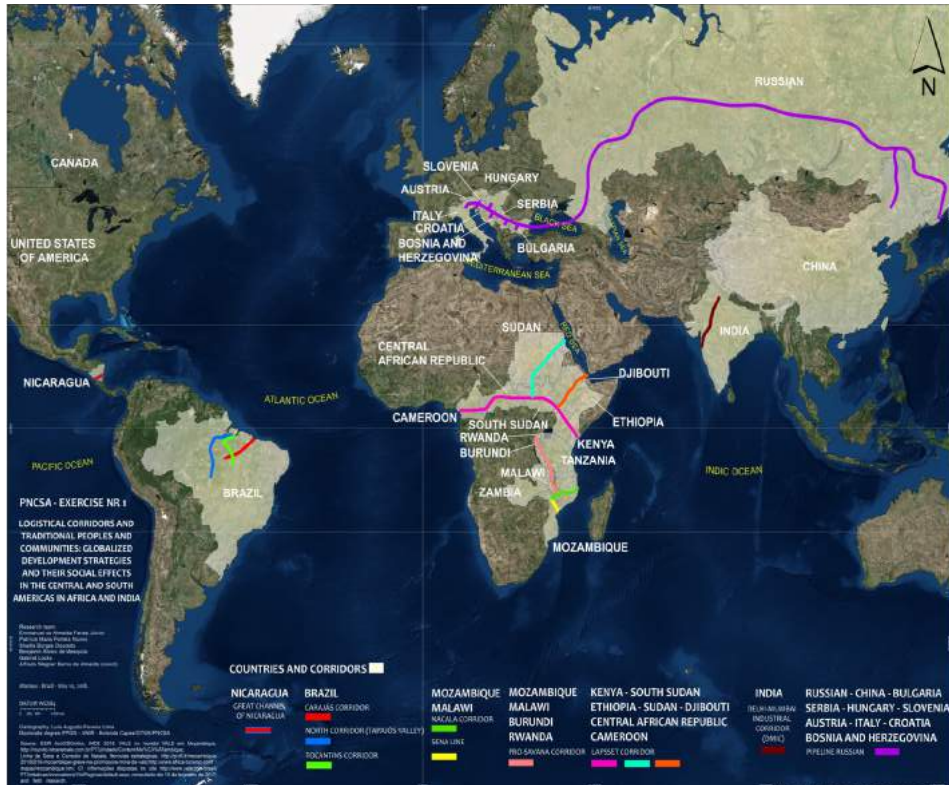 RUSSIAN
N
CANADA
SLOVENIA
HUNGARY
AUSTRIA
SERBIA
ITALY
CROATIA
BLACK SEA
UNITED STATES
OF AMERICA
BOSNIA AND
HERZEGOVINA
BULGARIA
CHINA
MEDITERRANEAN SEA
SUDAN
RED SEA
INDIA
CENTRAL
AFRICAN REPUBLIC
DJIBOUTI
NICARAGUA
ATLANTIC OCEAN
CAMEROON
ETHIOPIA
SOUTH SUDAN
RWANDA
KENYA
BURUNDI
TANZANIA
PACIFIC OCEAN
INDIC OCEAN
MALAWI
BRAZIL
ZAMBIA
MOZAMBIQUE
PNCSA - EXERCISE NR 1
LOGISTICAL CORRIDORS AND
TRADITIONAL PEOPLES AND
COMMUNITIES: GLOBALIZED
DEVELOPMENT STRATEGIES
AND THEIR SOCIAL EFFECTS
IN THE CENTRAL AND SOUTH
AMERICAS IN AFRICA AND INDIA
Research team:
COUNTRIES AND CORRIDORS
NICARAGUA
GREAT CHANNEL
OF NICARAGUA
BRAZIL
CARAJÁS CORRIDOR
NORTH CORRIDOR (TAPAJÓS VALLEY)
TOCANTINS CORRIDOR
MOZAMBIQUE
MALAWI
NACALA CORRIDOR
SENA LINE
MOZAMBIQUE
MALAWI
BURUNDI
RWANDA
PRO-SAVANA CORRIDOR
KENYA - SOUTH SUDAN
ETHIOPIA - SUDAN - DJIBOUTI
CENTRAL AFRICAN REPUBLIC
CAMEROON
LAPSSET CORRIDOR
INDIA
DELHI-MUMBAI
INDUSTRIAL
CORRIDOR
(DMIC)
RUSSIAN - CHINA - BULGARIA
SERBIA - HUNGARY - SLOVENIA
AUSTRIA - ITALY - CROATIA
BOSNIA AND HERZEGOVINA
PIPELINE RUSSIAN